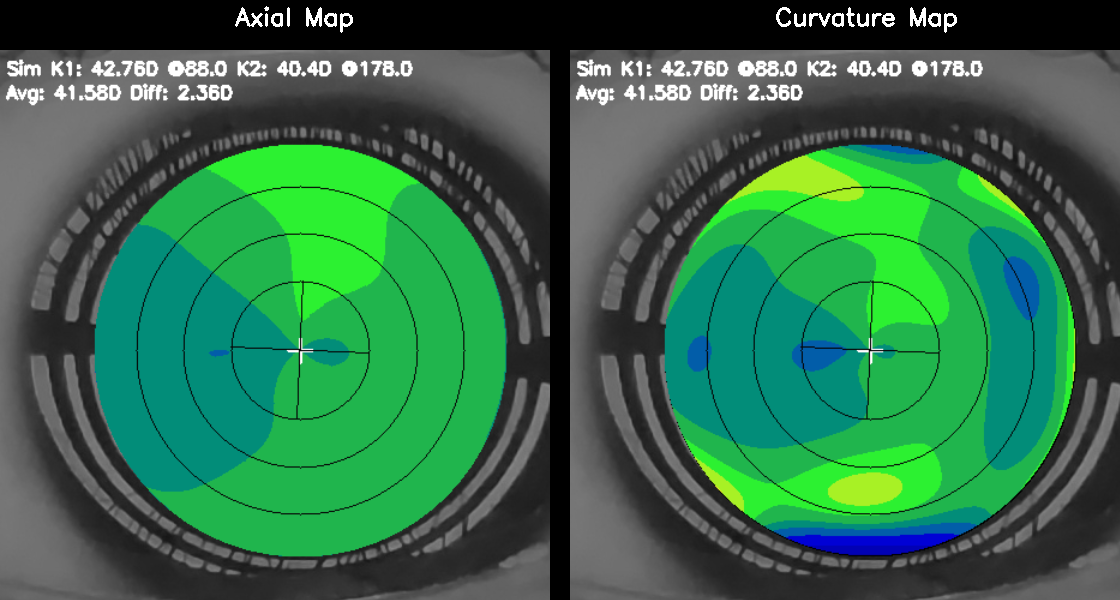 Axial Map
Sim K1: 42.76D @88.0 K2: 40.4D @178.0
Avg: 41.58D Diff: 2.36D
Curvature Map
Sim K1: 42.76D @88.0 K2: 40.4D @178.0
Avg: 41.58D Diff: 2.36D